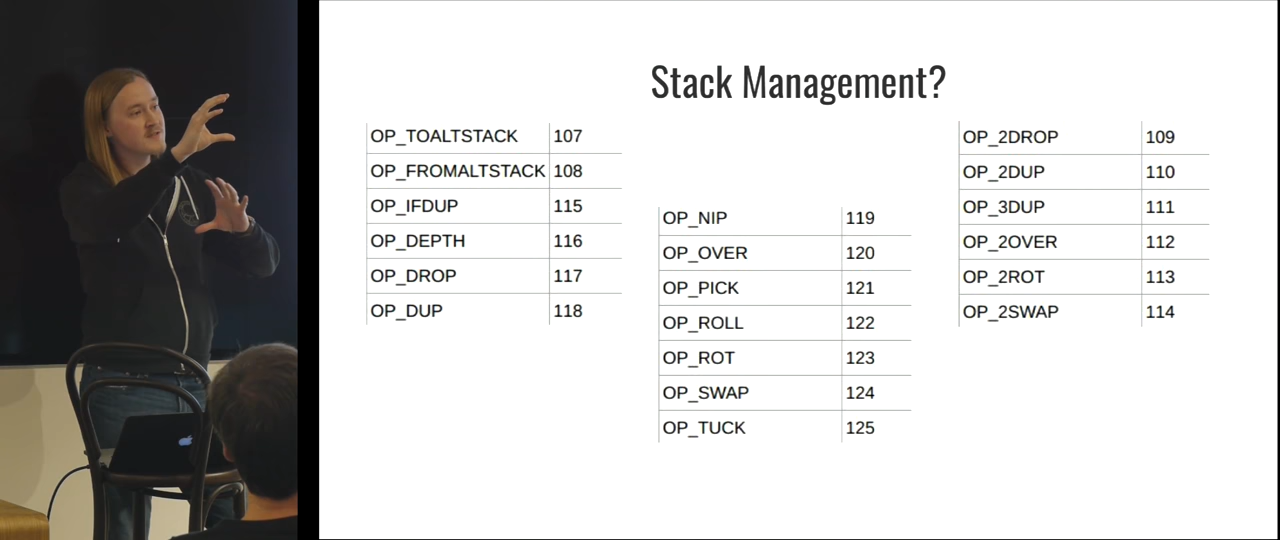 Stack Management?
OP_TOALTSTACK 107
OP_FROMALTSTACK 108
OP_IFDUP 115
OP_DEPTH 116
OP_DROP 117
OP_DUP 118
OP_NIP 119
OP_OVER 120
OP_PICK 121
OP_ROLL 122
OP_ROT 123
OP_SWAP 124
OP_TUCK 125
OP_2DROP 109
OP_2DUP 110
OP_3DUP 111
OP_2OVER 112
OP_2ROT 113
OP_2SWAP 114